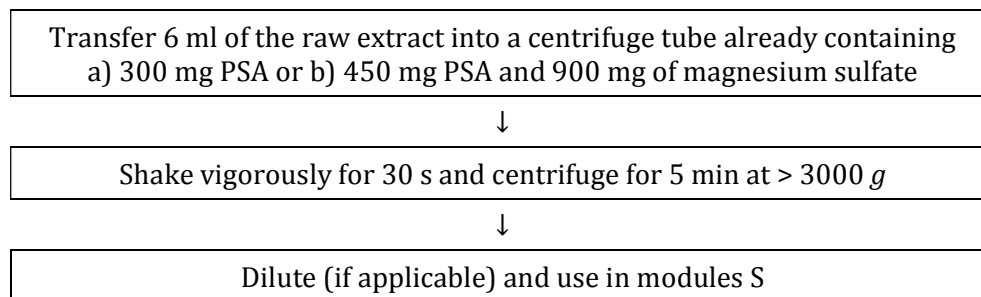 Transfer 6 ml of the raw extract into a centrifuge tube already containing
a) 300 mg PSA or b) 450 mg PSA and 900 mg of magnesium sulfate
↓
Shake vigorously for 30 s and centrifuge for 5 min at > 3000 g
↓
Dilute (if applicable) and use in modules S